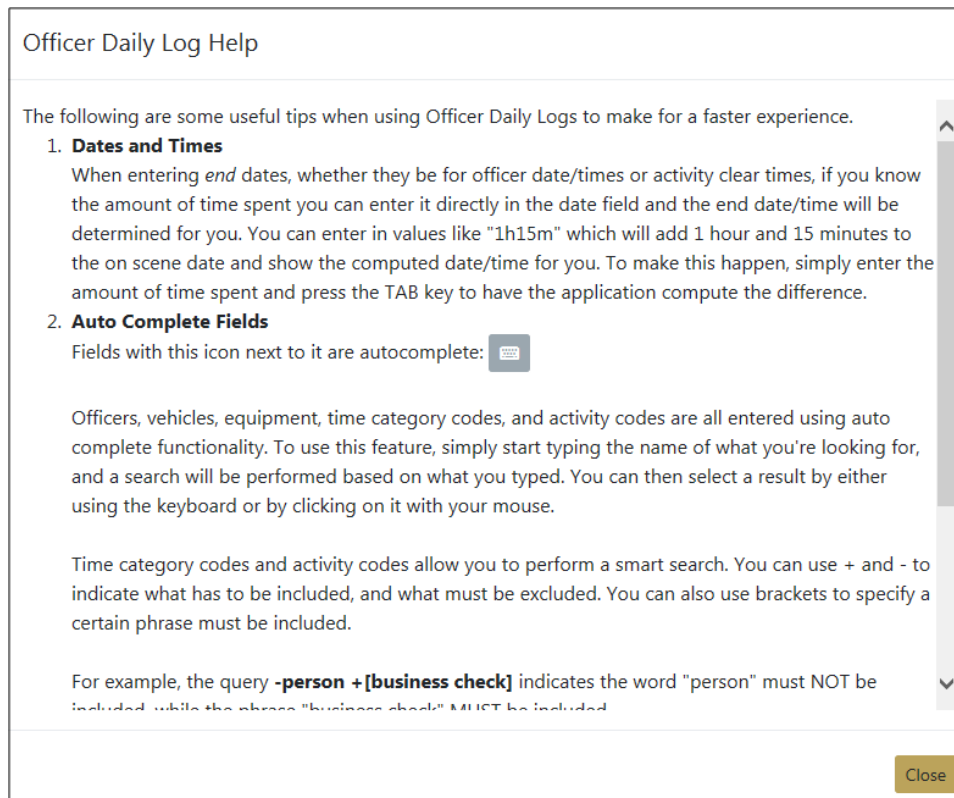 Officer Daily Log Help
The following are some useful tips when using Officer Daily Logs to make for a faster experience.
1. Dates and Times
When entering end dates, whether they be for officer date/times or activity clear times, if you know
the amount of time spent you can enter it directly in the date field and the end date/time will be
determined for you. You can enter in values like "1h15m" which will add 1 hour and 15 minutes to
the on scene date and show the computed date/time for you. To make this happen, simply enter the
amount of time spent and press the TAB key to have the application compute the difference.
2. Auto Complete Fields
Fields with this icon next to it are autocomplete:
Officers, vehicles, equipment, time category codes, and activity codes are all entered using auto
complete functionality. To use this feature, simply start typing the name of what you're looking for,
and a search will be performed based on what you typed. You can then select a result by either
using the keyboard or by clicking on it with your mouse.
Time category codes and activity codes allow you to perform a smart search. You can use + and - to
indicate what has to be included, and what must be excluded. You can also use brackets to specify a
certain phrase must be included.
For example, the query -person +[business check] indicates the word "person" must NOT be
included, while the phrase "business check" MUST be included.
Close